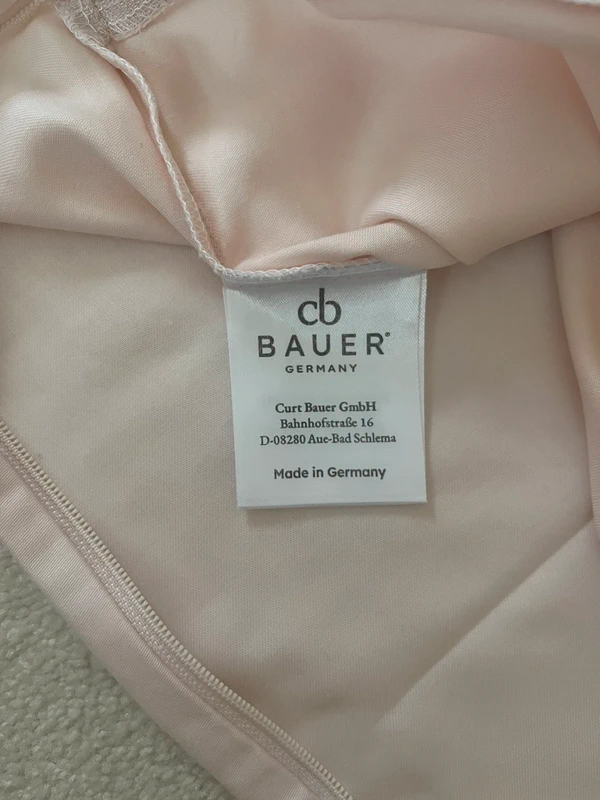 cb
BAUER®
GERMANY
Curt Bauer GmbH
Bahnhofstraße 16
D-08280 Aue-Bad Schlema
Made in Germany